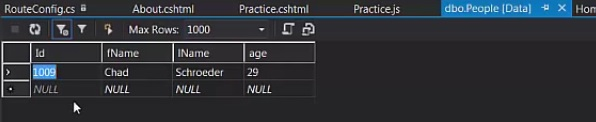 RouteConfig.cs About.cshtml Practice.cshtml Practice.js dbo.People [Data] Home
Max Rows: 1000
Id fName lName age
1009 Chad Schroeder 29
NULL NULL NULL NULL